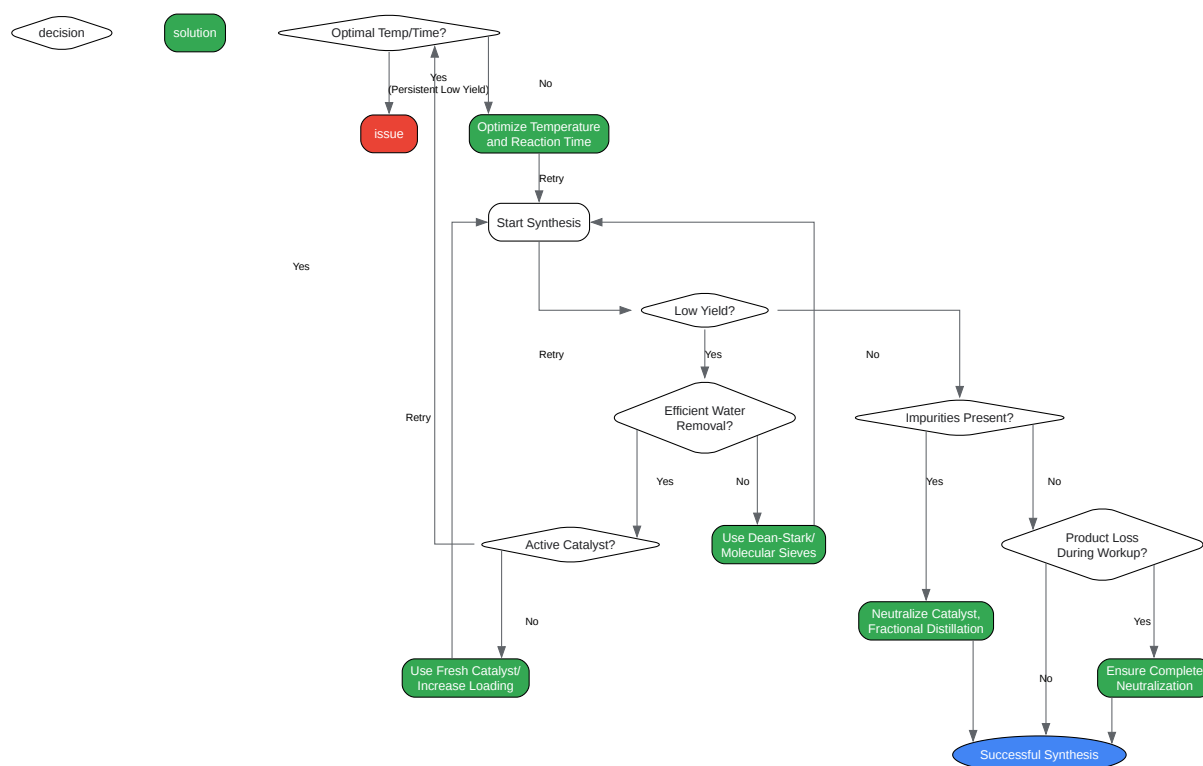 decision
solution
Optimal Temp/Time?
Yes
(Persistent Low Yield)
No
issue
Optimize Temperature
and Reaction Time
Retry
Start Synthesis
Yes
Low Yield?
Retry
Yes
No
Efficient Water
Removal?
Retry
Impurities Present?
Yes
No
Yes
No
Use Dean-Stark/
Molecular Sieves
Active Catalyst?
Product Loss
During Workup?
Neutralize Catalyst,
Fractional Distillation
No
Yes
Use Fresh Catalyst/
Increase Loading
No
Ensure Complete
Neutralization
Successful Synthesis